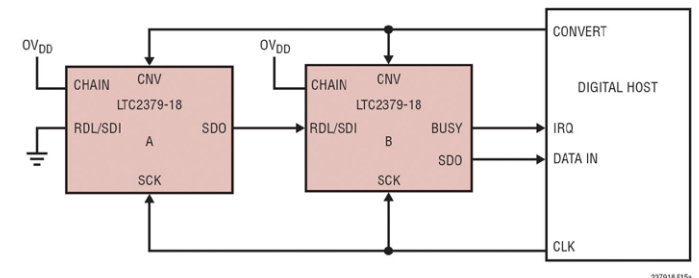 CONVERT
OVDD
OVDD
CHAIN
CNV
LTC2379-18
RDL/SDI
SDO
A
SCK
CHAIN
CNV
LTC2379-18
RDL/SDI
BUSY
B
SDO
SCK
DIGITAL HOST
IRQ
DATA IN
CLK
237918 F15a